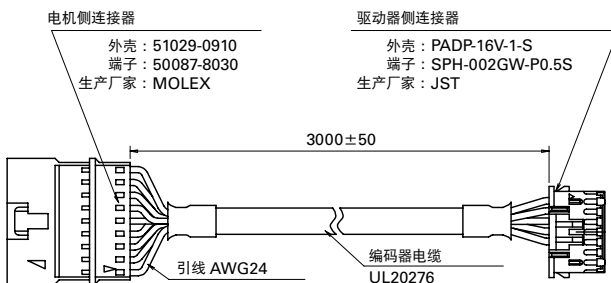 电机侧连接器
外壳：51029-0910
端子：50087-8030
生产厂家：MOLEX
驱动器侧连接器
外壳：PADP-16V-1-S
端子：SPH-002GW-P0.5S
生产厂家：JST
3000±50
引线 AWG24
编码器电缆
UL20276